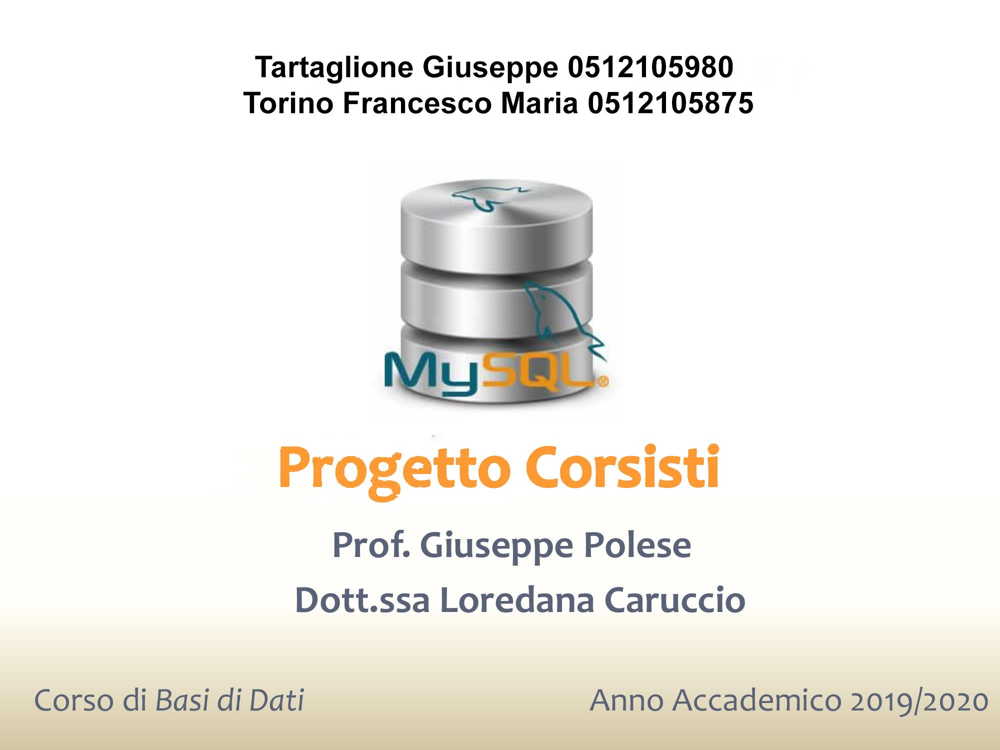 Tartaglione Giuseppe 0512105980
Torino Francesco Maria 0512105875
MySQL®
Progetto Corsisti
Prof. Giuseppe Polese
Dott.ssa Loredana Caruccio
Corso di Basi di Dati
Anno Accademico 2019/2020